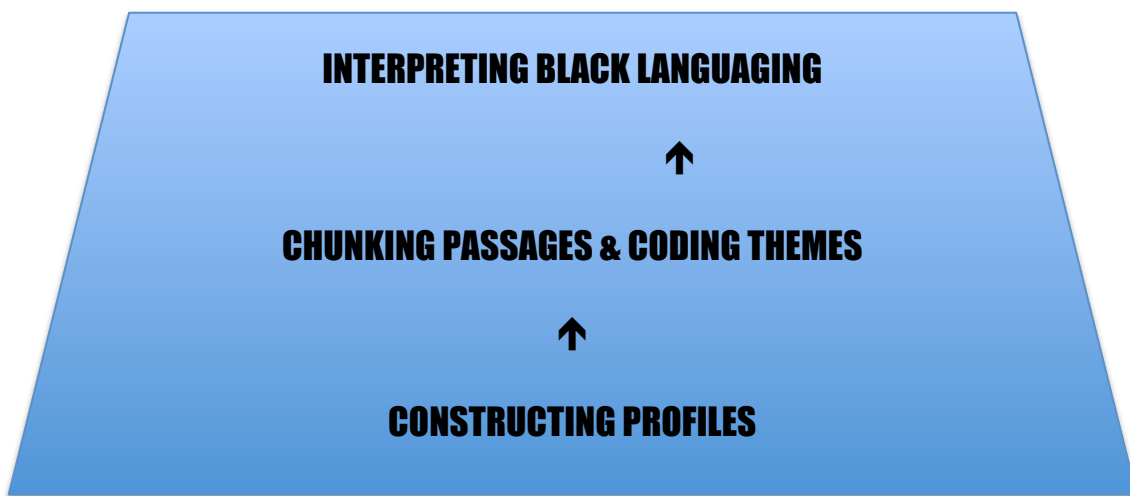 INTERPRETING BLACK LANGUAGING
↑
CHUNKING PASSAGES & CODING THEMES
↑
CONSTRUCTING PROFILES